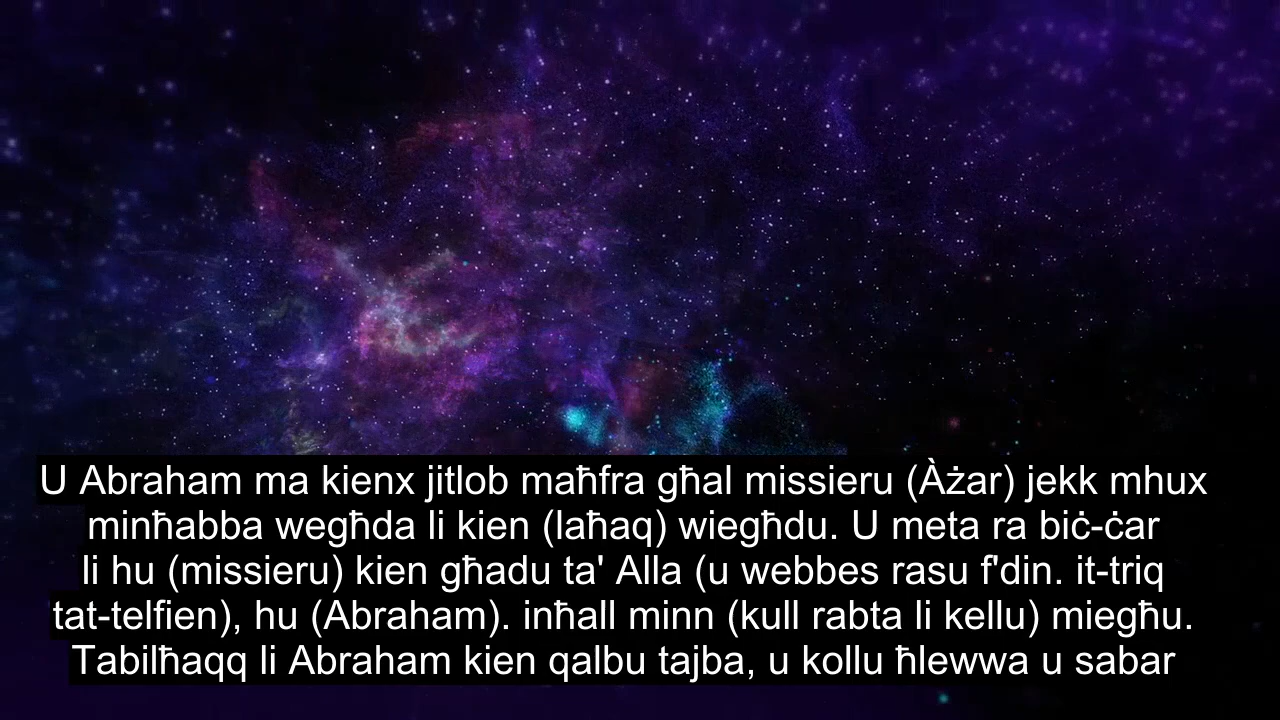 U Abraham ma kienx jitlob maħfra għal missieru (Àżar) jekk mhux
minħabba wegħda li kien (laħaq) wiegħdu. U meta ra biċ-ċar
li hu (missieru) kien għadu ta' Alla (u webbes rasu f'din. it-triq
tat-telfien), hu (Abraham). inħall minn (kull rabta li kellu) miegħu.
Tabilħaqq li Abraham kien qalbu tajba, u kollu ħlewwa u sabar